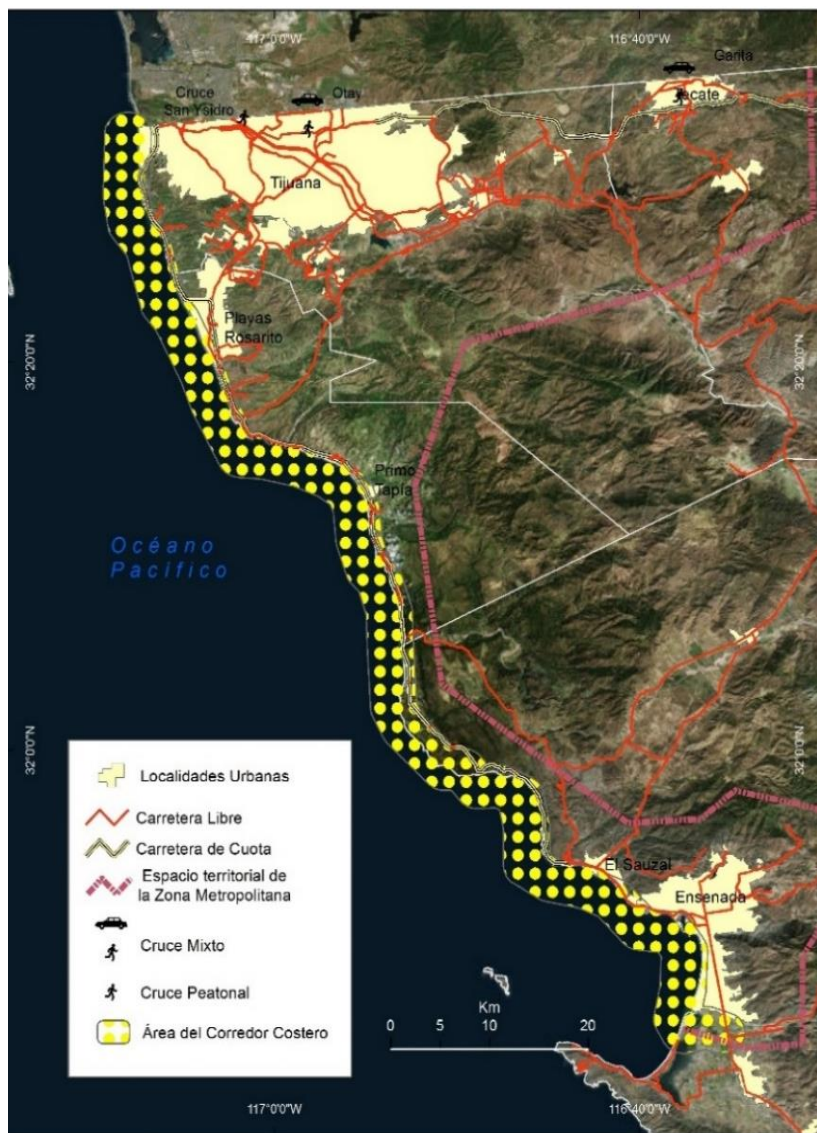 117°0'0"W
116°40'0"W
Garita
Cruce
San Ysidro
Otay
Tecate
Tijuana
Playas
Rosarito
32°20'0"N
32°20'0"N
Primo
Tapia
Océano
Pacífico
32°0'0"N
32°0'0"N
Localidades Urbanas
Carretera Libre
Carretera de Cuota
Espacio territorial de
la Zona Metropolitana
Cruce Mixto
Cruce Peatonal
Área del Corredor Costero
El Sauzal
Ensenada
Km
0 5 10 20
117°0'0"W
116°40'0"W